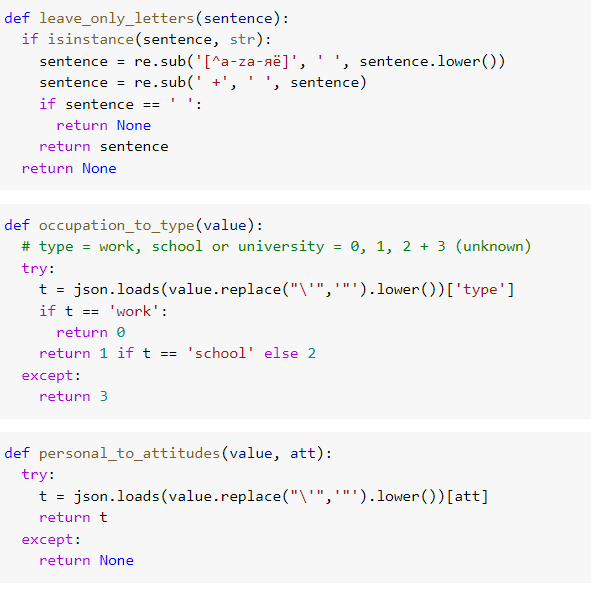 def leave_only_letters(sentence):
  if isinstance(sentence, str):
    sentence = re.sub('[^a-zа-яё]', ' ', sentence.lower())
    sentence = re.sub(' +', ' ', sentence)
    if sentence == ' ':
      return None
    return sentence
  return None
def occupation_to_type(value):
  # type = work, school or university = 0, 1, 2 + 3 (unknown)
  try:
    t = json.loads(value.replace("\'",'"').lower())['type']
    if t == 'work':
      return 0
    return 1 if t == 'school' else 2
  except:
    return 3
def personal_to_attitudes(value, att):
  try:
    t = json.loads(value.replace("\'",'"').lower())[att]
    return t
  except:
    return None